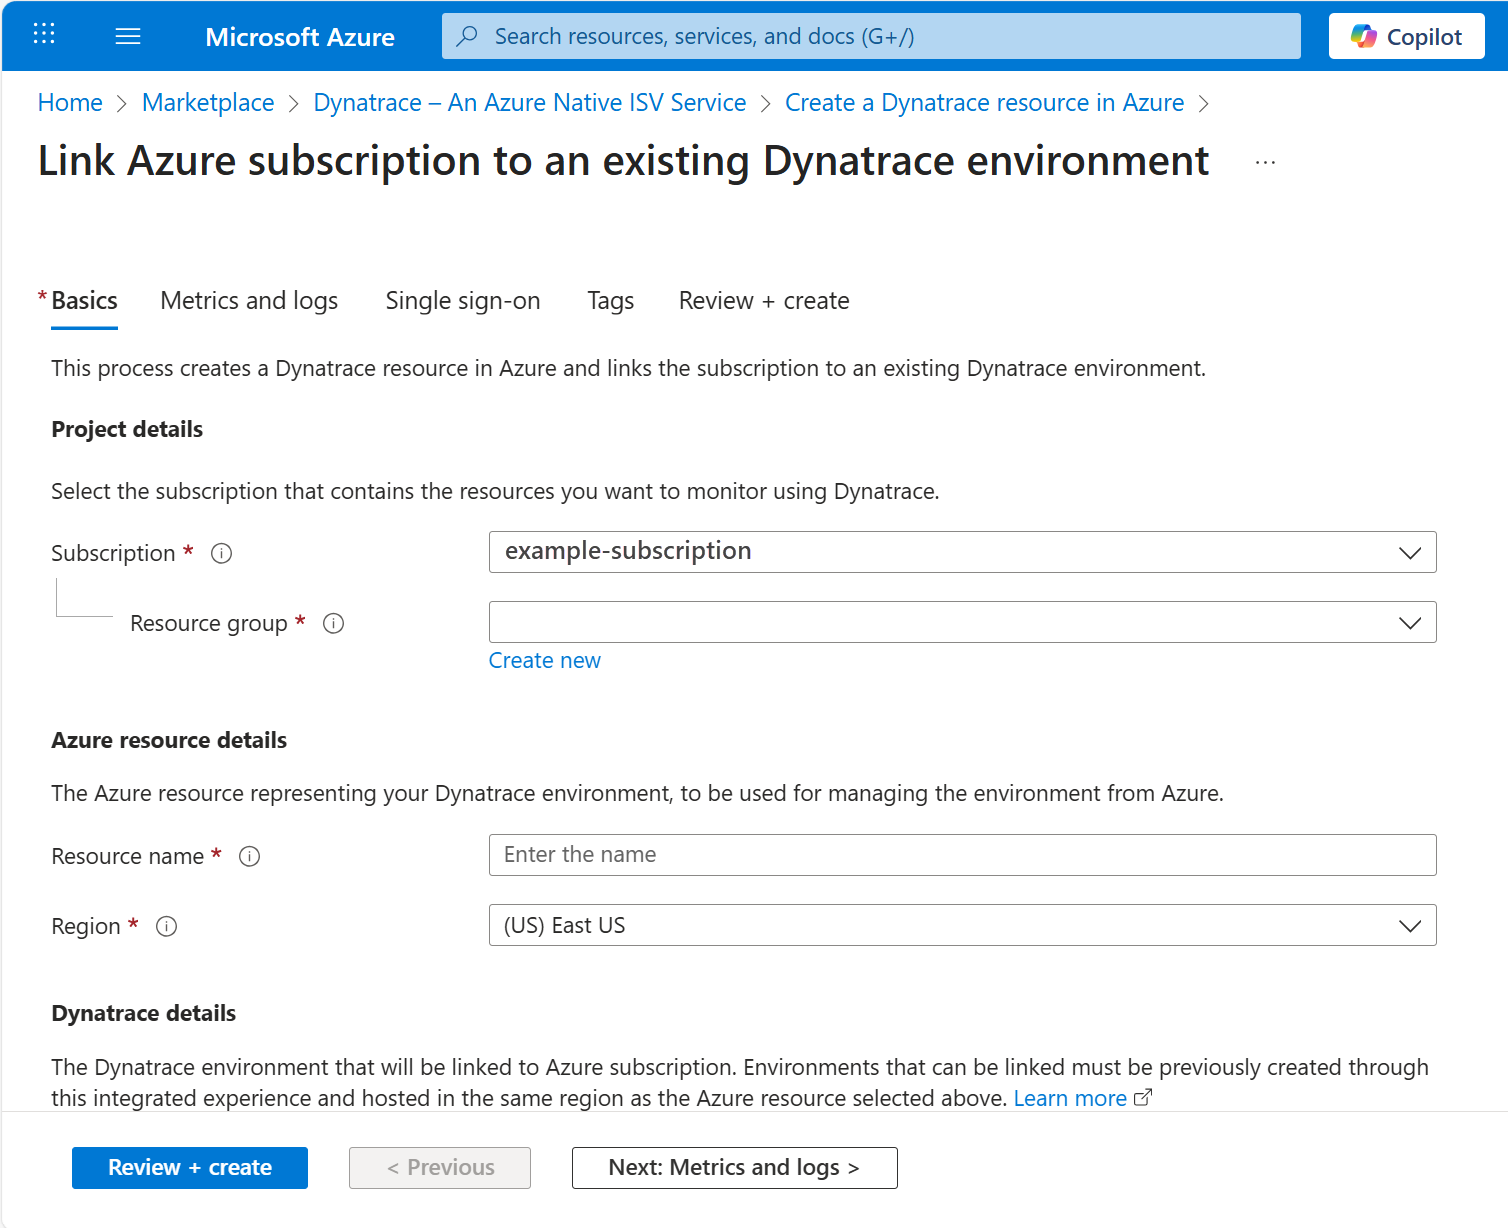 Microsoft Azure
Search resources, services, and docs (G+/)
Copilot
Home > Marketplace > Dynatrace – An Azure Native ISV Service > Create a Dynatrace resource in Azure >
Link Azure subscription to an existing Dynatrace environment ...
* Basics
Metrics and logs
Single sign-on
Tags
Review + create
This process creates a Dynatrace resource in Azure and links the subscription to an existing Dynatrace environment.
Project details
Select the subscription that contains the resources you want to monitor using Dynatrace.
Subscription *
example-subscription
Resource group *
Create new
Azure resource details
The Azure resource representing your Dynatrace environment, to be used for managing the environment from Azure.
Resource name *
Enter the name
Region *
(US) East US
Dynatrace details
The Dynatrace environment that will be linked to Azure subscription. Environments that can be linked must be previously created through
this integrated experience and hosted in the same region as the Azure resource selected above. Learn more
Review + create
< Previous
Next: Metrics and logs >